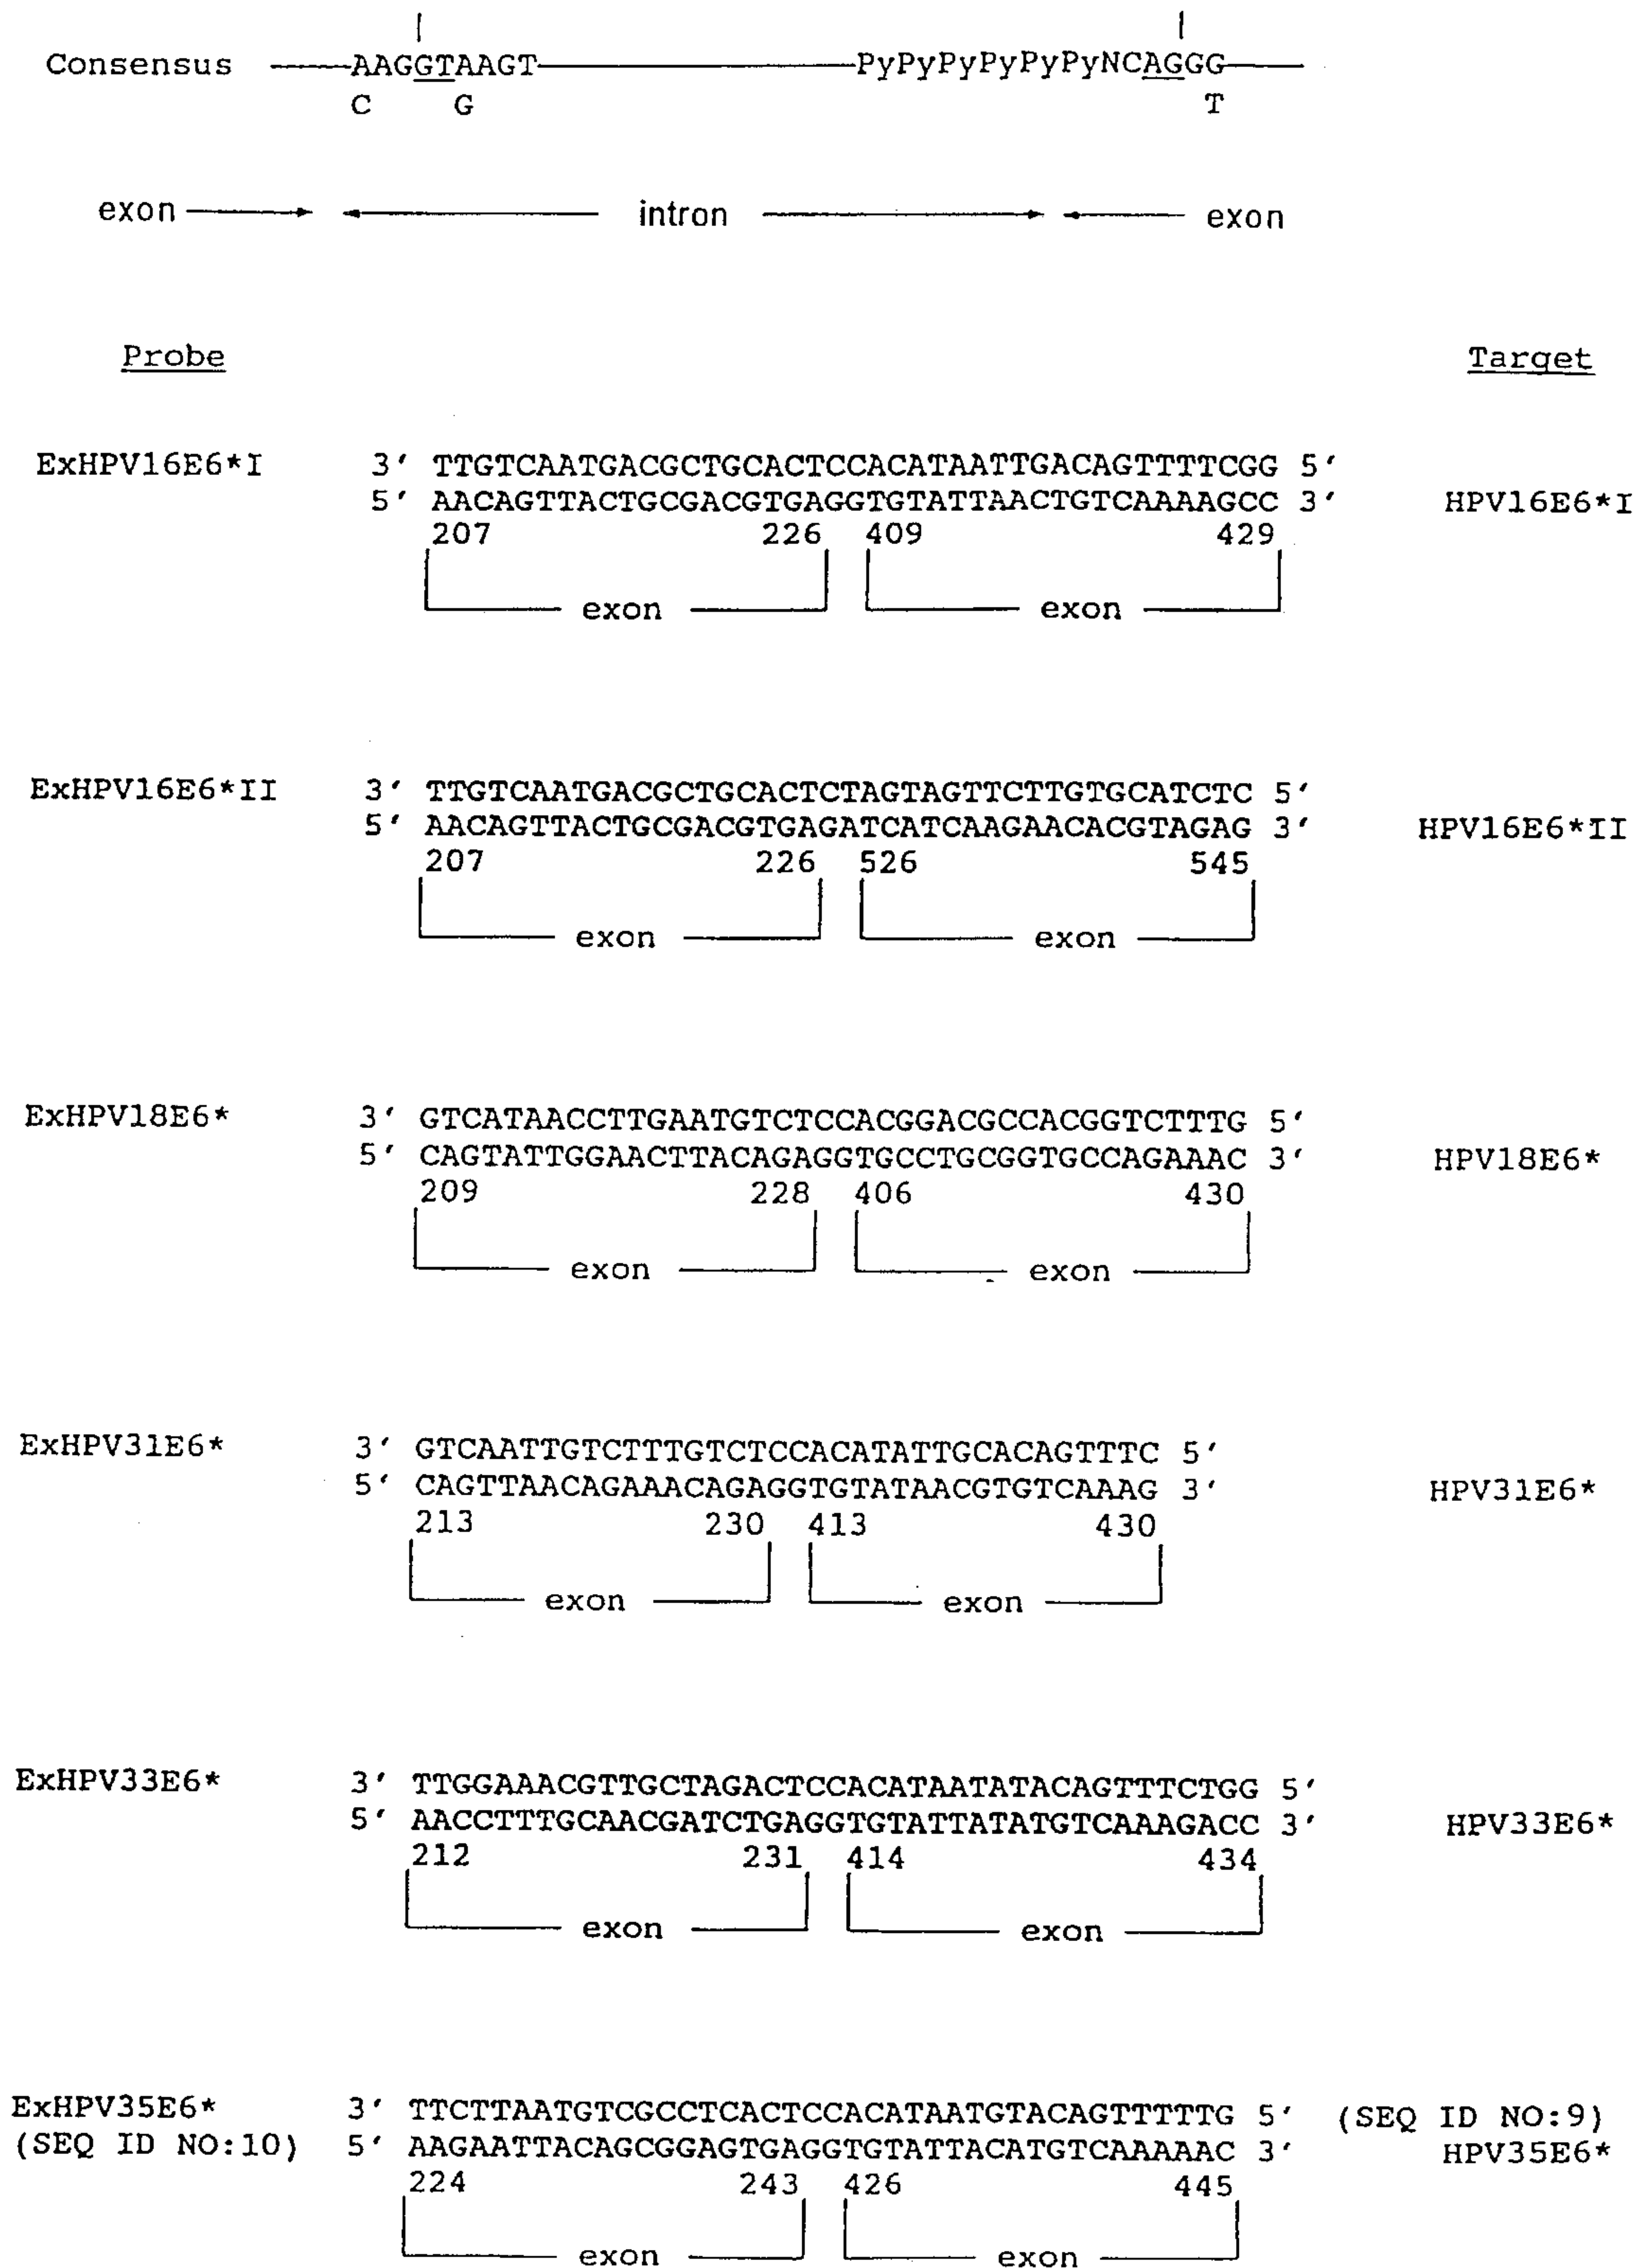 Consensus AAGGTAAGT PyPyPyPyPyPyNCAGGG
C G T
exon intron exon
Probe Target
ExHPV16E6*I 3′ TTGTCAATGACGCTGCACTCCACATAATTGACAGTTTTCGG 5′
5′ AACAGTTACTGCGACGTGAGGTGTATTAACTGTCAAAAGCC 3′ HPV16E6*I
207 226 409 429
exon exon
ExHPV16E6*II 3′ TTGTCAATGACGCTGCACTCTAGTAGTTCTTGTGCATCTC 5′
5′ AACAGTTACTGCGACGTGAGATCATCAAGAACACGTAGAG 3′ HPV16E6*II
207 226 526 545
exon exon
ExHPV18E6* 3′ GTCATAACCTTGAATGTCTCCACGGACGCCACGGTCTTTG 5′
5′ CAGTATTGGAACTTACAGAGGTGCCTGCGGTGCCAGAAAC 3′ HPV18E6*
209 228 406 430
exon exon
ExHPV31E6* 3′ GTCAATTGTCTTTGTCTCCACATATTGCACAGTTTC 5′
5′ CAGTTAACAGAAACAGAGGTGTATAACGTGTCAAAG 3′ HPV31E6*
213 230 413 430
exon exon
ExHPV33E6* 3′ TTGGAAACGTTGCTAGACTCCACATAATATACAGTTTCTGG 5′
5′ AACCTTTGCAACGATCTGAGGTGTATTATATGTCAAAGACC 3′ HPV33E6*
212 231 414 434
exon exon
ExHPV35E6* 3′ TTCTTAATGTCGCCTCACTCCACATAATGTACAGTTTTTG 5′ (SEQ ID NO:9)
(SEQ ID NO:10) 5′ AAGAATTACAGCGGAGTGAGGTGTATTACATGTCAAAAAC 3′ HPV35E6*
224 243 426 445
exon exon